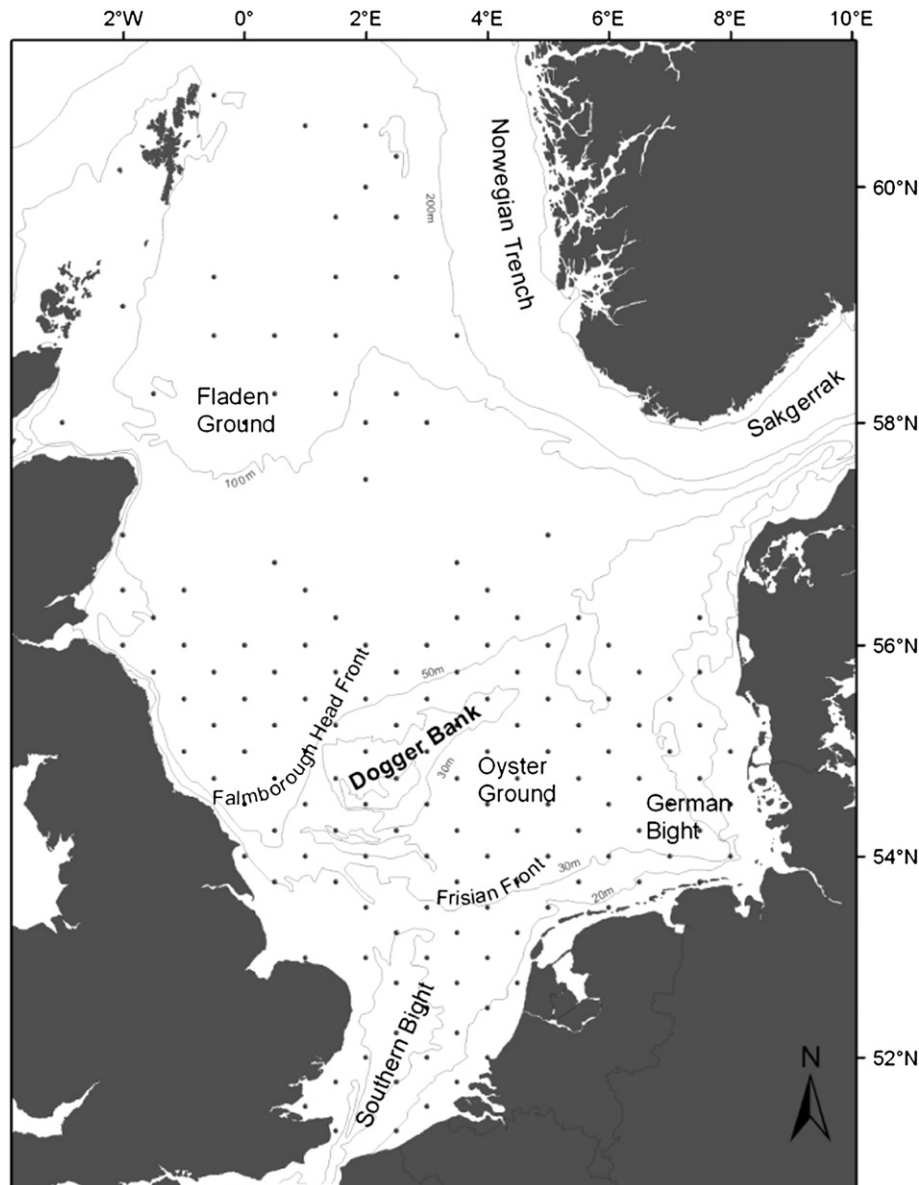 2°W 0° 2°E 4°E 6°E 8°E 10°E
60°N
200m
Norwegian Trench
Fladen
Ground
Sakgerrak
58°N
100m
56°N
50m
Falmborough Head Front
Dogger Bank
30m
Oyster
Ground
German
Bight
54°N
30m
Frisian Front
20m
Southern Bight
52°N
N